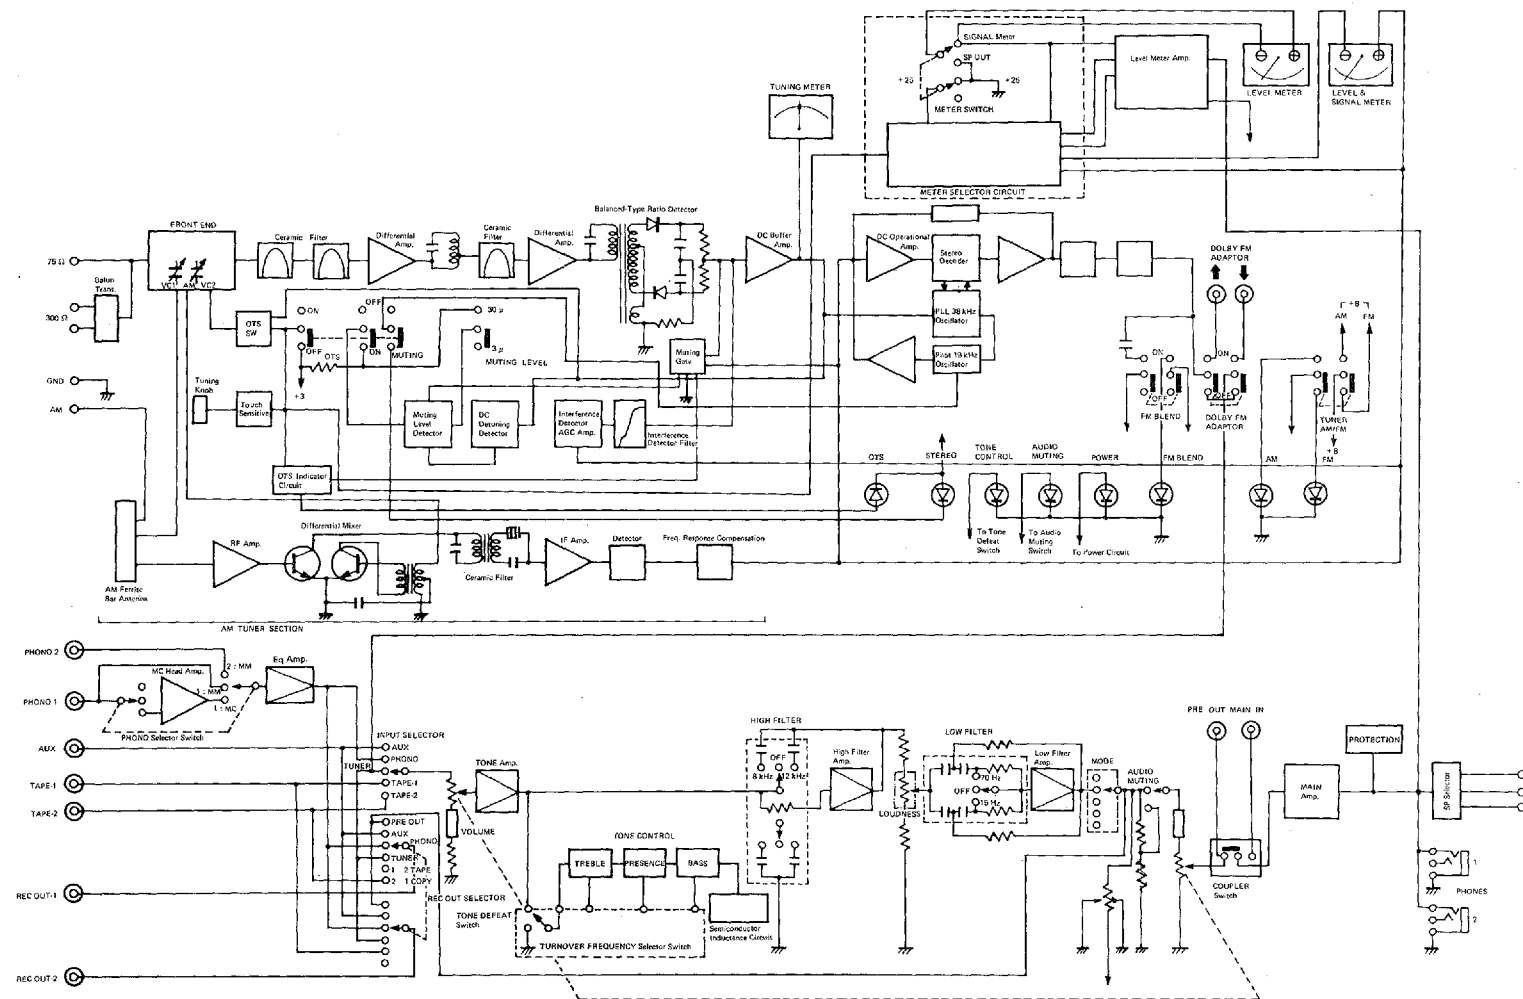 SIGNAL Meter
SP OUT
+25
+25
METER SWITCH
Level Meter Amp.
LEVEL METER
LEVEL &
SIGNAL METER
TUNING METER
METER SELECTOR CIRCUIT
FRONT END
VC1 AM VC2
75 Ω
Balun
Trans.
300 Ω
GND
AM
Ceramic Filter
Differential
Amp.
Ceramic
Filter
Differential
Amp.
Balanced-Type Ratio Detector
DC Buffer
Amp.
DC Operational
Amp.
Stereo
Decoder
PLL 38 kHz
Oscillator
Pilot 19 kHz
Oscillator
DOLBY FM
ADAPTOR
+B
AM FM
OTS
SW
ON
OFF
OTS
+3
OFF
ON
MUTING
30 μ
3 μ
MUTING LEVEL
Muting
Gate
Tuning
Knob
Touch
Sensitive
Muting
Level
Detector
DC
Detuning
Detector
Interference
Detector
AGC Amp.
Interference
Detector Filter
ON
OFF
FM BLEND
ON
OFF
DOLBY FM
ADAPTOR
TUNER
AM/FM
+B
OTS Indicator
Circuit
OTS
STEREO
TONE
CONTROL
AUDIO
MUTING
POWER
FM BLEND
AM
FM
To Tone
Defeat
Switch
To Audio
Muting
Switch
To Power Circuit
AM Ferrite
Bar Antenna
RF Amp.
Differential Mixer
Ceramic Filter
IF Amp.
Detector
Freq. Response Compensation
AM TUNER SECTION
PHONO 2
PHONO 1
MC Head Amp.
2 : MM
1 : MM
1 : MC
PHONO Selector Switch
Eq Amp.
AUX
TAPE-1
TAPE-2
REC OUT-1
REC OUT-2
INPUT SELECTOR
AUX
PHONO
TUNER
TAPE-1
TAPE-2
PRE OUT
AUX
PHONO
TUNER
1 2 TAPE
2 1 COPY
REC OUT SELECTOR
VOLUME
TONE Amp.
TONE CONTROL
TREBLE
PRESENCE
BASS
TONE DEFEAT
Switch
TURNOVER FREQUENCY Selector Switch
Semiconductor
Inductance Circuit
HIGH FILTER
OFF
8 kHz
12 kHz
High Filter
Amp.
LOUDNESS
LOW FILTER
70 Hz
OFF
15 Hz
Low Filter
Amp.
MODE
AUDIO
MUTING
PRE OUT MAIN IN
COUPLER
Switch
MAIN
Amp.
PROTECTION
SP Selector
1
PHONES
2